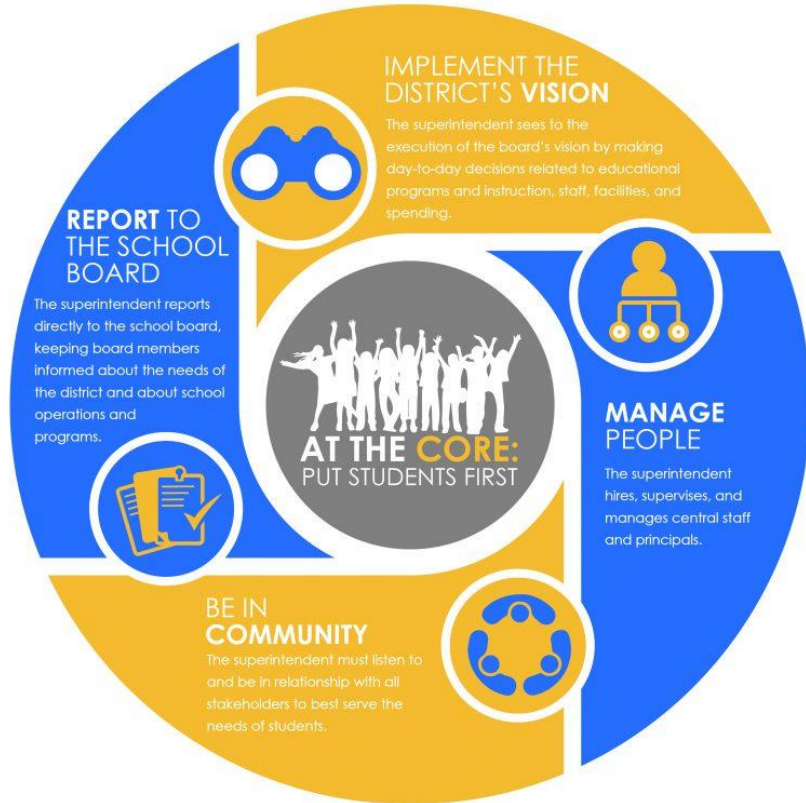 IMPLEMENT THE
DISTRICT'S VISION
The superintendent sees to the
execution of the board's vision by making
day-to-day decisions related to educational
programs and instruction, staff, facilities, and
spending.
MANAGE
PEOPLE
The superintendent
hires, supervises, and
manages central staff
and principals.
BE IN
COMMUNITY
The superintendent must listen to
and be in relationship with all
stakeholders to best serve the
needs of students.
REPORT TO
THE SCHOOL
BOARD
The superintendent reports
directly to the school board,
keeping board members
informed about the needs of
the district and about school
operations and
programs.
AT THE CORE:
PUT STUDENTS FIRST